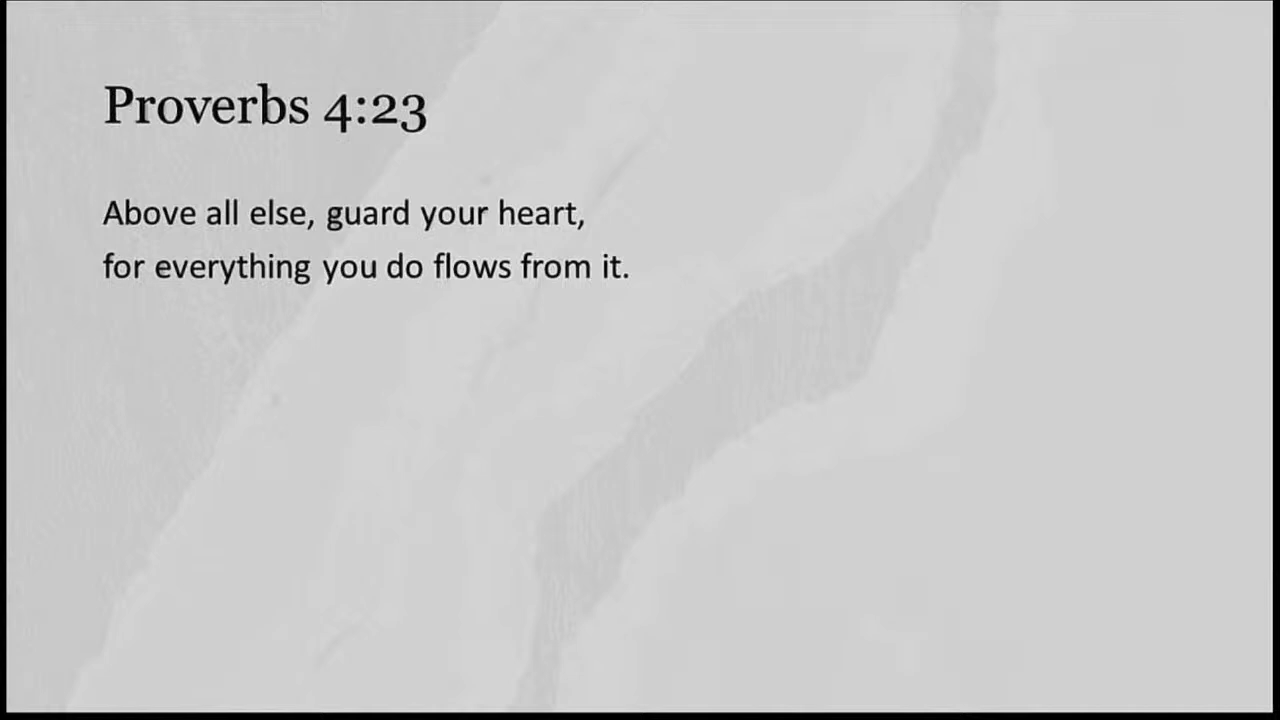 Proverbs 4:23
Above all else, guard your heart,
for everything you do flows from it.